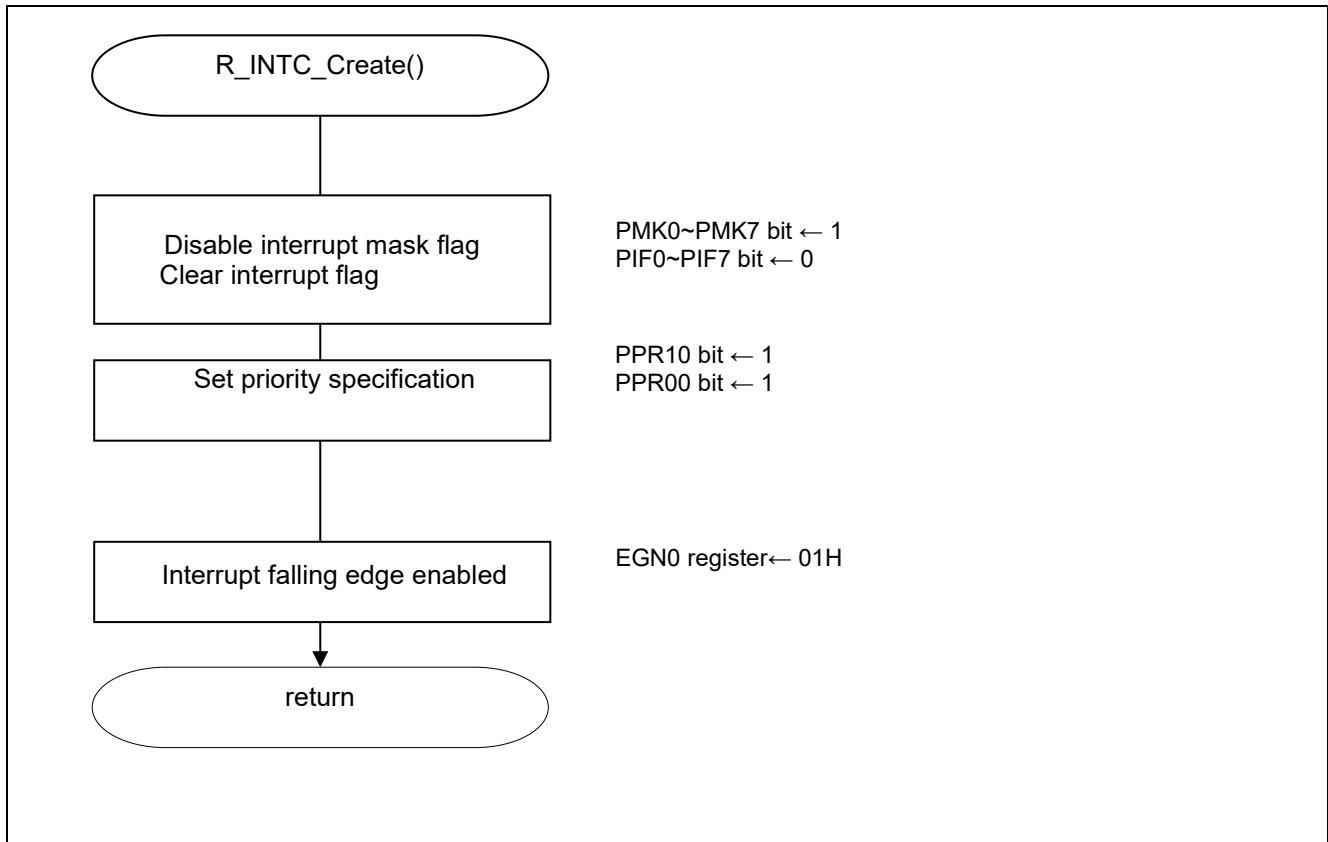 R_INTC_Create()
Disable interrupt mask flag
Clear interrupt flag
PMK0~PMK7 bit ← 1
PIF0~PIF7 bit ← 0
Set priority specification
PPR10 bit ← 1
PPR00 bit ← 1
Interrupt falling edge enabled
EGN0 register← 01H
return